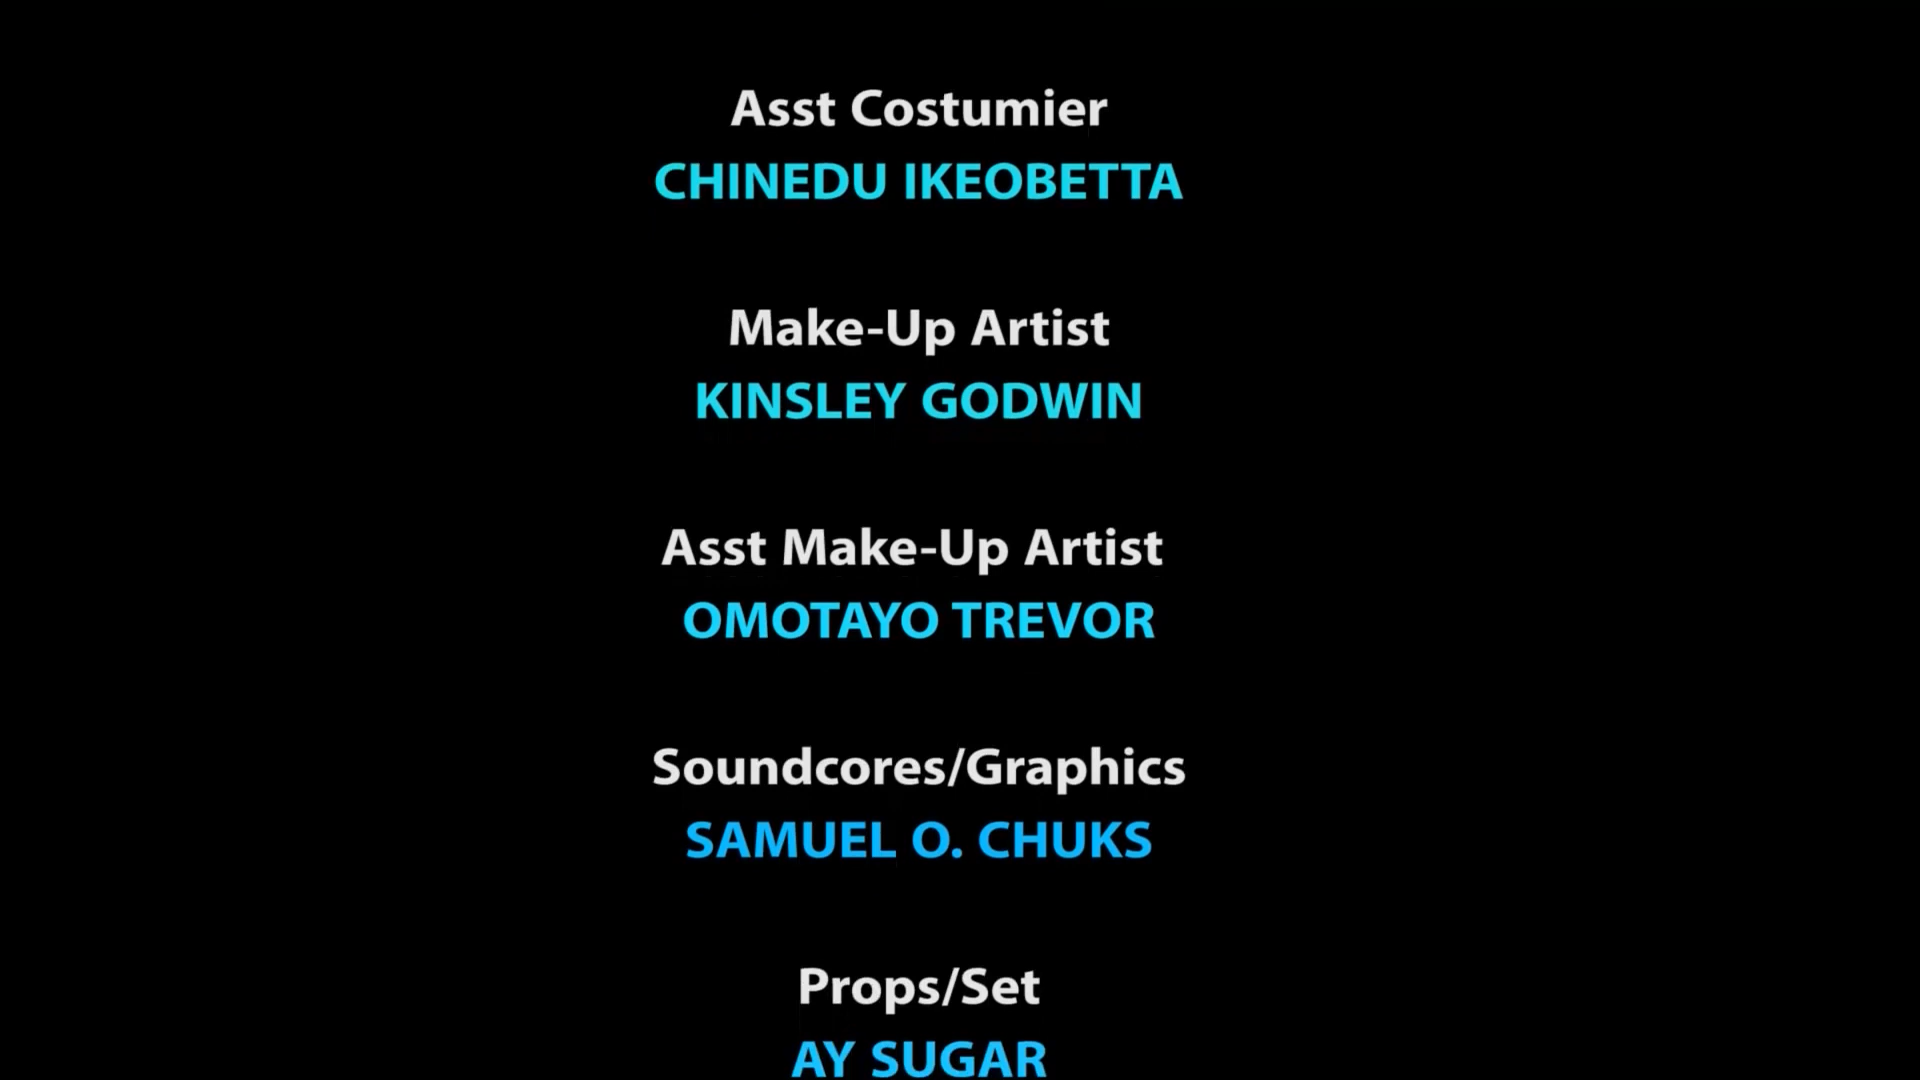 Asst Costumier
CHINEDU IKEOBETTA
Make-Up Artist
KINSLEY GODWIN
Asst Make-Up Artist
OMOTAYO TREVOR
Soundcores/Graphics
SAMUEL O. CHUKS
Props/Set
AY SUGAR